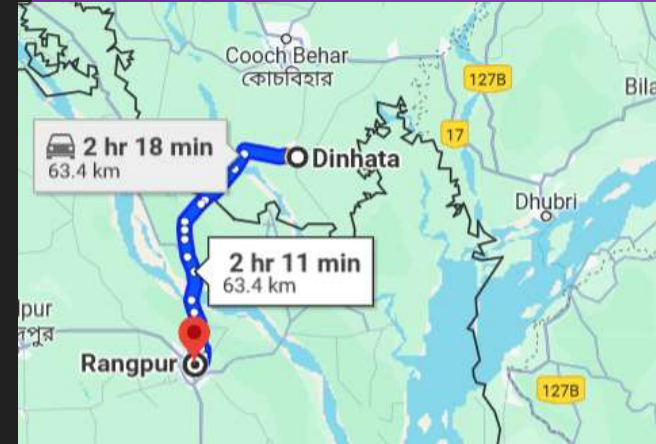 Cooch Behar
কোচবিহার
127B
Bila
2 hr 18 min
63.4 km
Dinhata
17
Dhubri
2 hr 11 min
63.4 km
lpur
Rangpur
127B